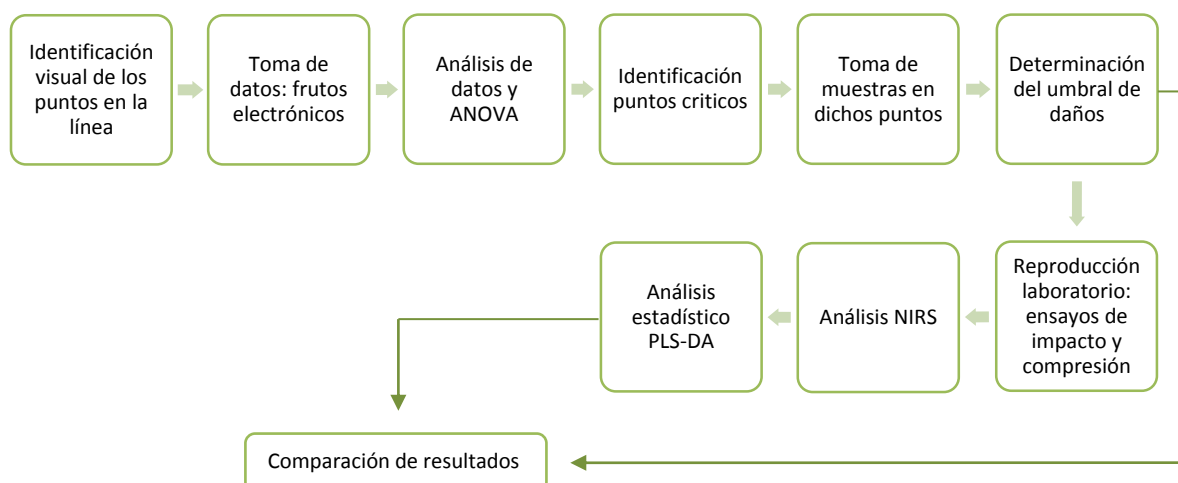 Identificación
visual de los
puntos en la
línea
Toma de
datos: frutos
electrónicos
Análisis de
datos y
ANOVA
Identificación
puntos criticos
Toma de
muestras en
dichos puntos
Determinación
del umbral de
daños
Reproducción
laboratorio:
ensayos de
impacto y
compresión
Análisis NIRS
Análisis
estadístico
PLS-DA
Comparación de resultados